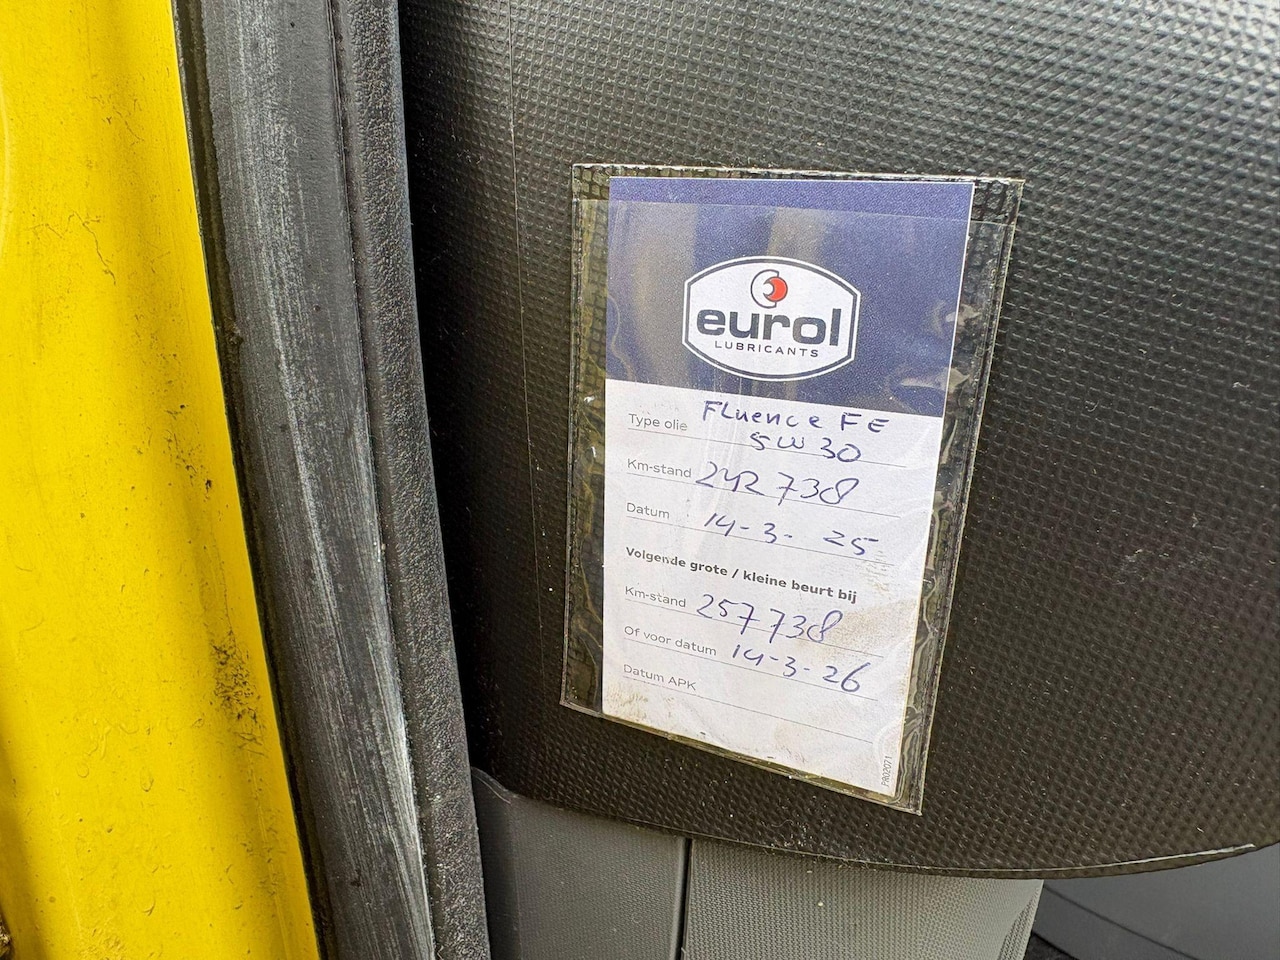 eurol
LUBRICANTS
Type olie FLuence FE
5W30
Km-stand 242738
Datum 14-3-25
Volgende grote / kleine beurt bij
Km-stand 257738
Of voor datum 14-3-26
Datum APK
PR02071